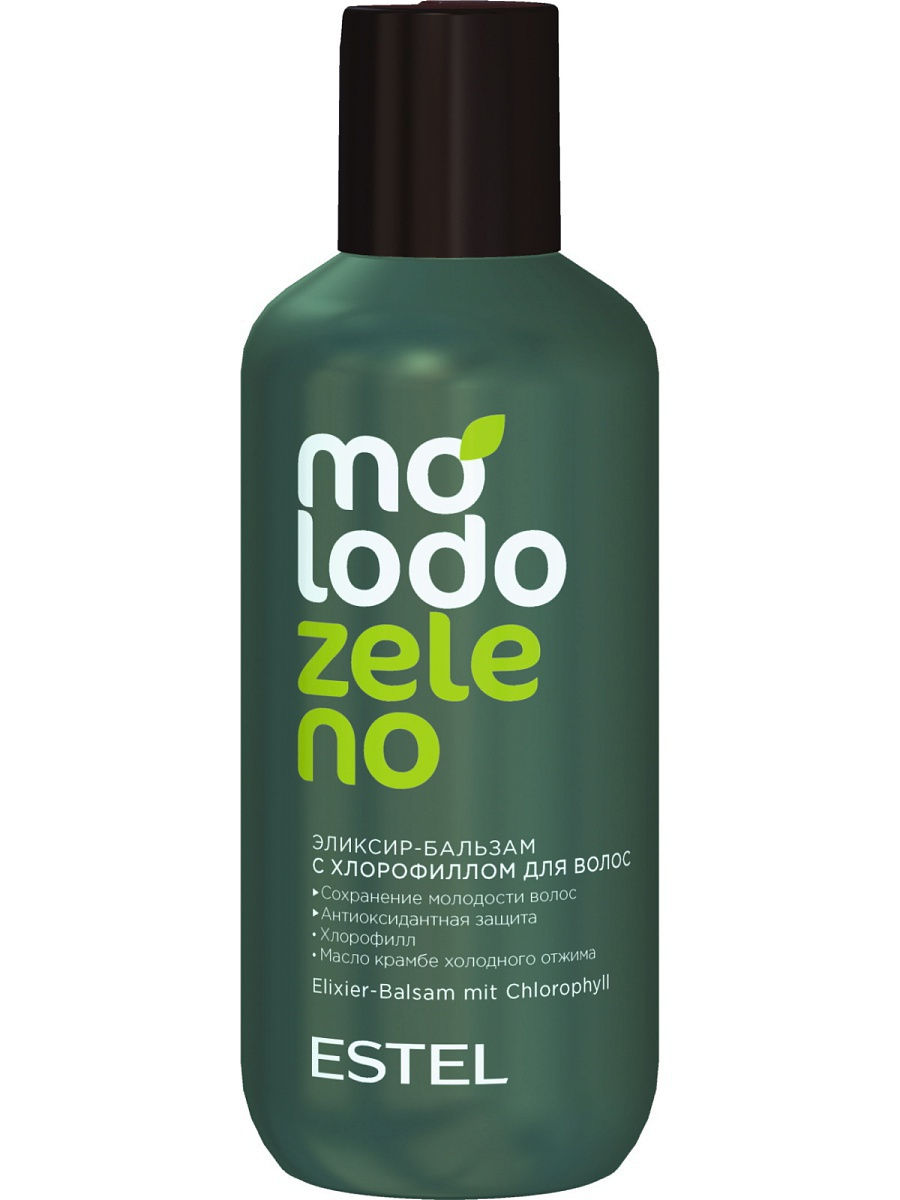 mo
lodo
zele
no
ЭЛИКСИР-БАЛЬЗАМ
С ХЛОРОФИЛЛОМ ДЛЯ ВОЛОС
▸Сохранение молодости волос
▸Антиоксидантная защита
•Хлорофилл
•Масло крамбе холодного отжима
Elixier-Balsam mit Chlorophyll
ESTEL